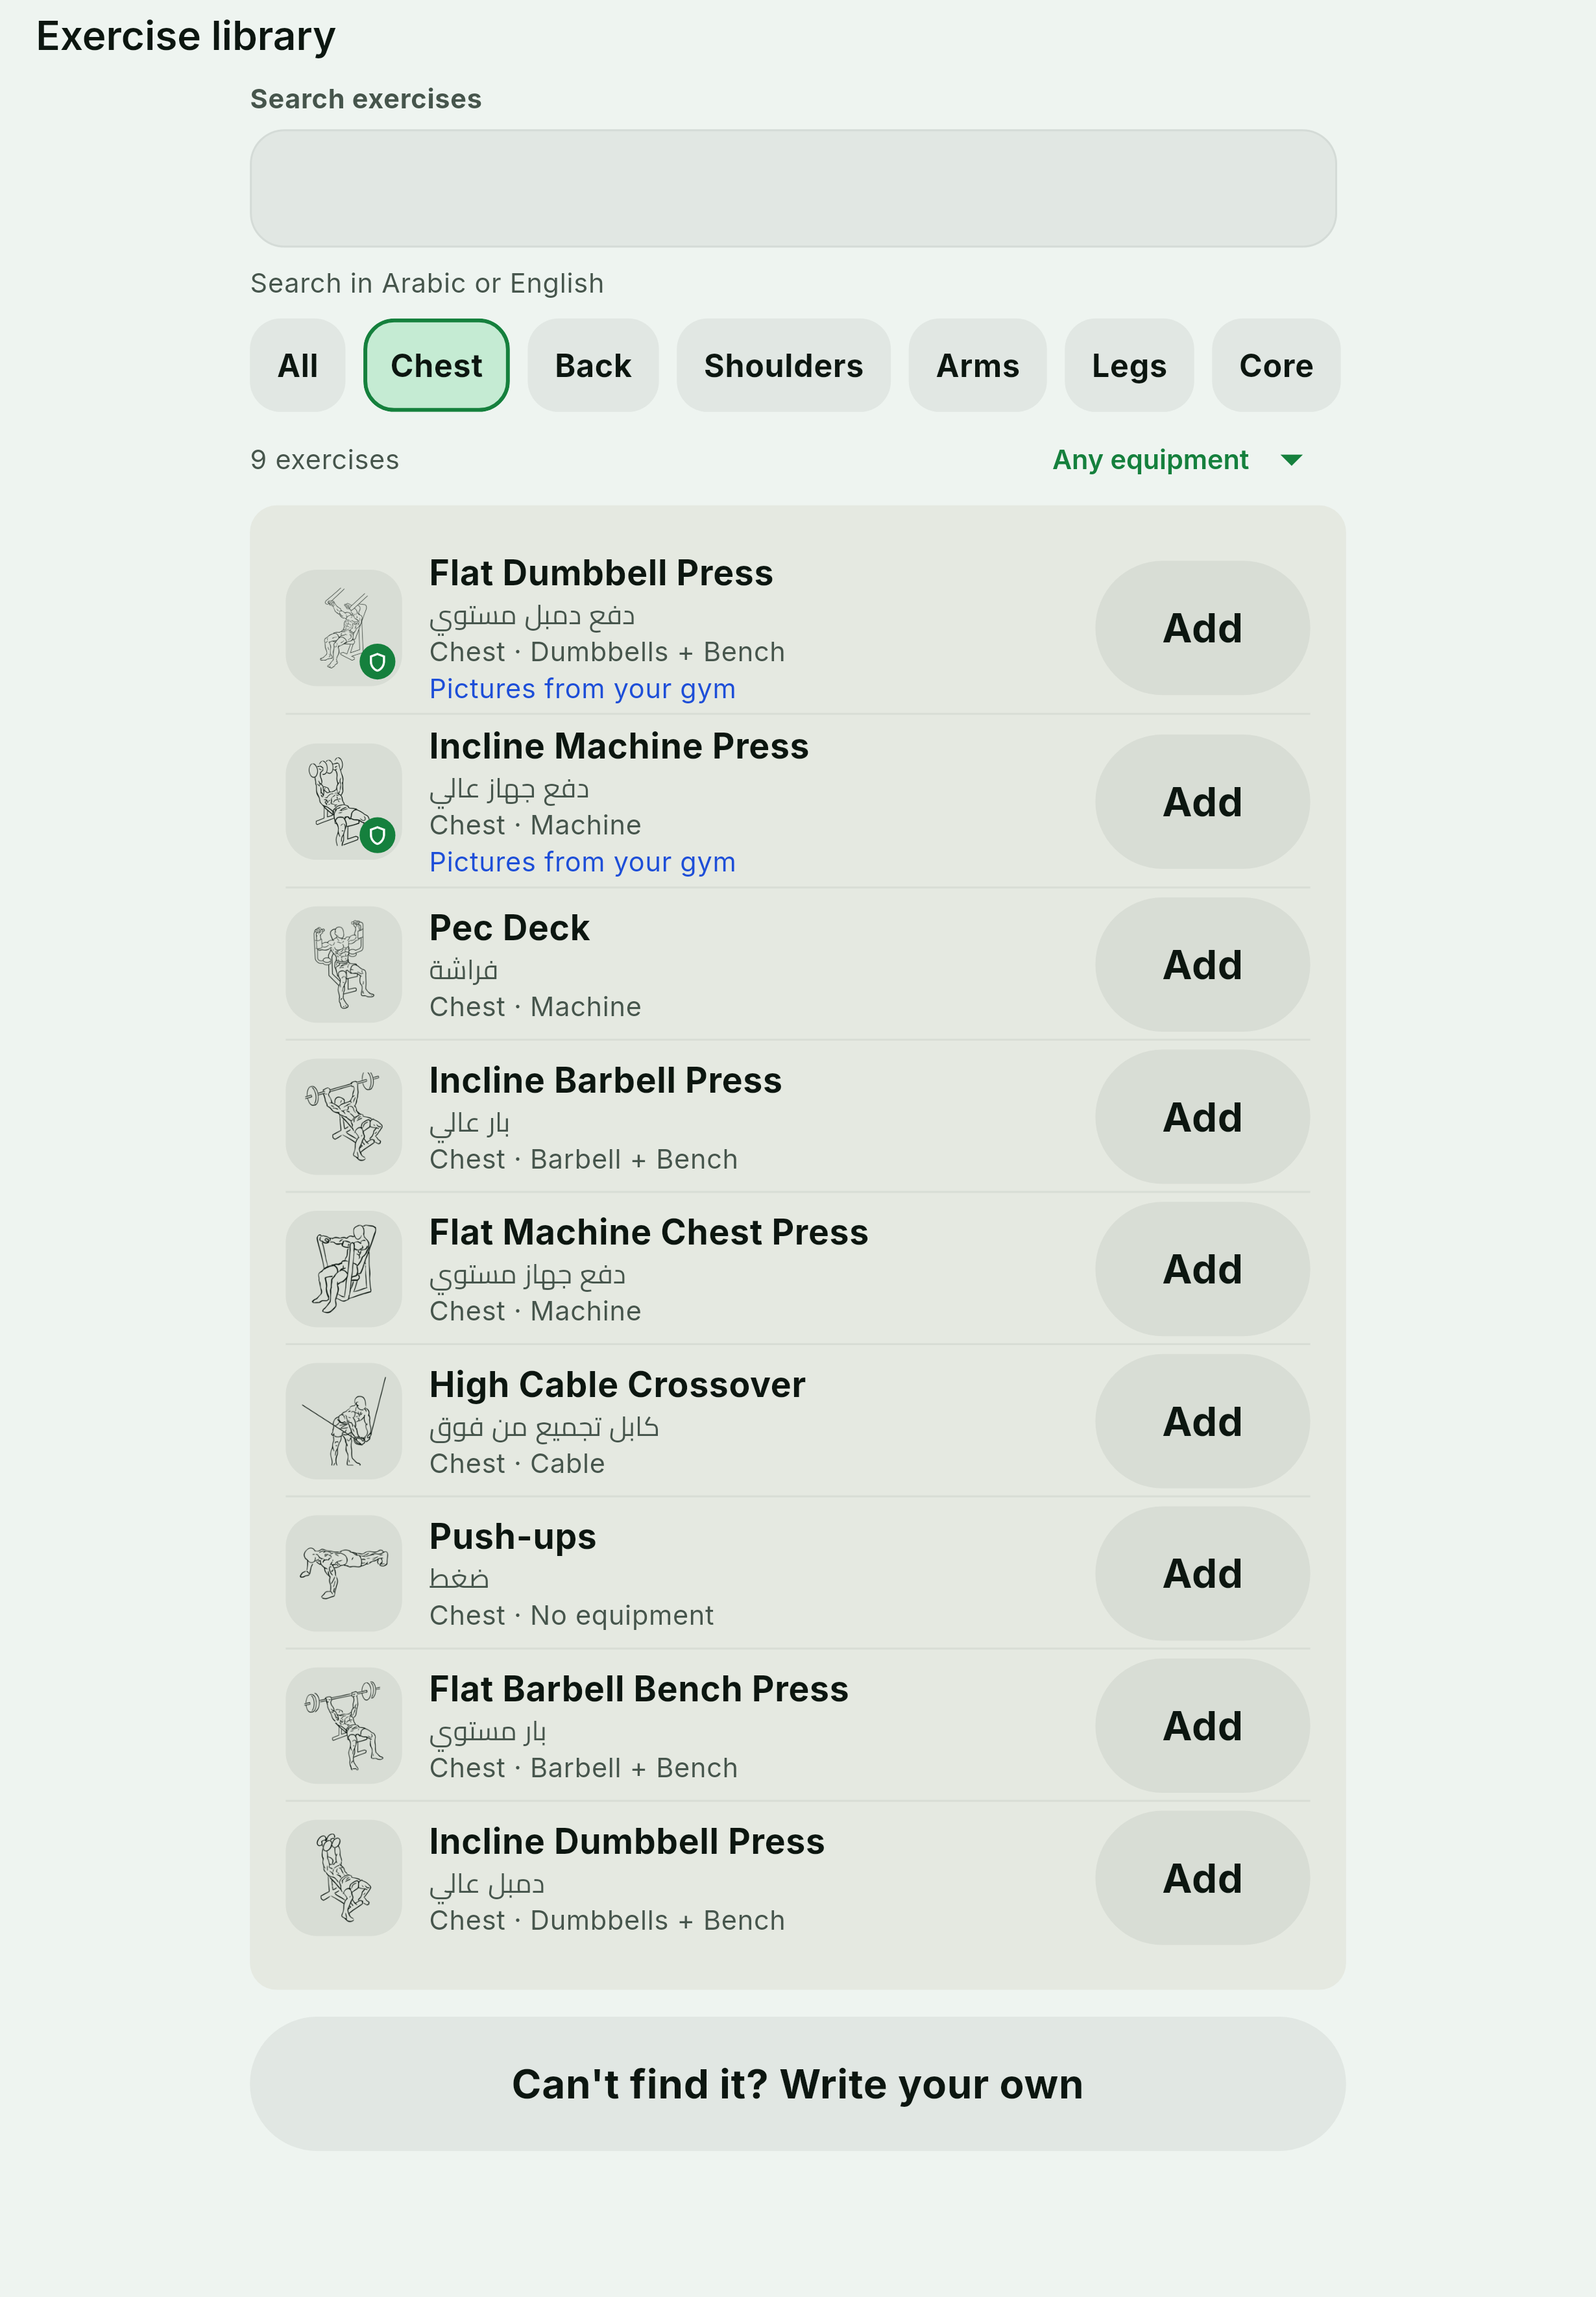 Exercise library
Search exercises
Search in Arabic or English
All
Chest
Back
Shoulders
Arms
Legs
Core
9 exercises
Any equipment
Flat Dumbbell Press
دفع دمبل مستوي
Chest · Dumbbells + Bench
Pictures from your gym
Add
Incline Machine Press
دفع جهاز عالي
Chest · Machine
Pictures from your gym
Add
Pec Deck
فراشة
Chest · Machine
Add
Incline Barbell Press
بار عالي
Chest · Barbell + Bench
Add
Flat Machine Chest Press
دفع جهاز مستوي
Chest · Machine
Add
High Cable Crossover
كابل تجميع من فوق
Chest · Cable
Add
Push-ups
ضغط
Chest · No equipment
Add
Flat Barbell Bench Press
بار مستوي
Chest · Barbell + Bench
Add
Incline Dumbbell Press
دمبل عالي
Chest · Dumbbells + Bench
Add
Can't find it? Write your own